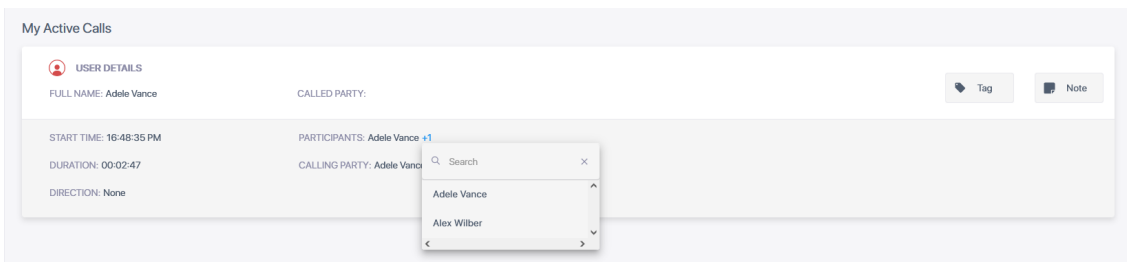 My Active Calls
USER DETAILS
FULL NAME: Adele Vance
CALLED PARTY:
Tag
Note
START TIME: 16:48:35 PM
PARTICIPANTS: Adele Vance +1
DURATION: 00:02:47
CALLING PARTY: Adele Vanc
DIRECTION: None
Search
Adele Vance
Alex Wilber